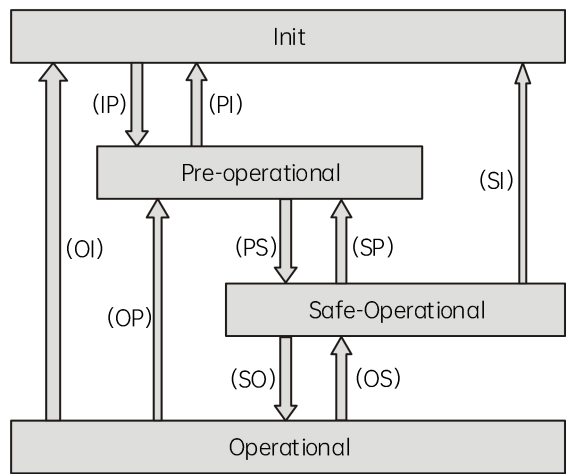 Init
(IP)
(PI)
Pre-operational
(SI)
(OI)
(PS)
(SP)
(OP)
Safe-Operational
(SO)
(OS)
Operational